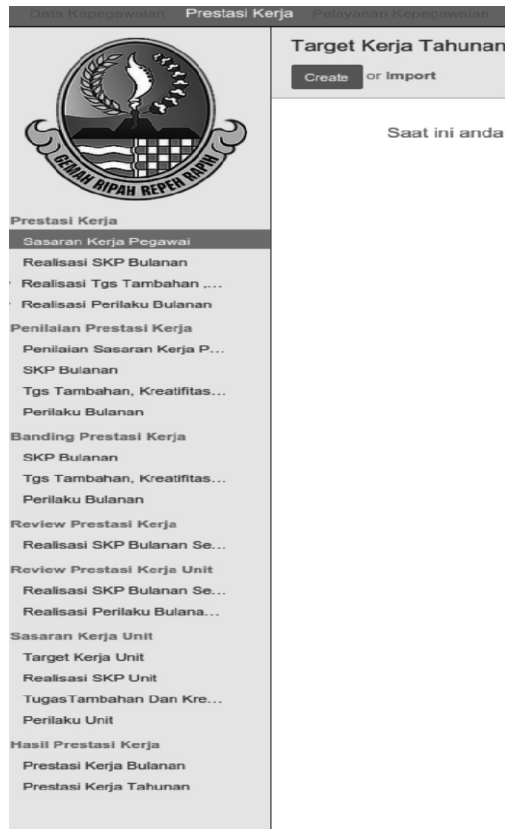 Data Kepegawaian Prestasi Kerja Pelayanan Kepegawaian
Target Kerja Tahunan
Create or Import
Saat ini anda
GEMAH RIPAH REPEH RAPIH
Prestasi Kerja
Sasaran Kerja Pegawai
Realisasi SKP Bulanan
Realisasi Tgs Tambahan ,...
Realisasi Perilaku Bulanan
Penilaian Prestasi Kerja
Penilaian Sasaran Kerja P...
SKP Bulanan
Tgs Tambahan, Kreatifitas...
Perilaku Bulanan
Banding Prestasi Kerja
SKP Bulanan
Tgs Tambahan, Kreatifitas...
Perilaku Bulanan
Review Prestasi Kerja
Realisasi SKP Bulanan Se...
Review Prestasi Kerja Unit
Realisasi SKP Bulanan Se...
Realisasi Perilaku Bulana...
Sasaran Kerja Unit
Target Kerja Unit
Realisasi SKP Unit
TugasTambahan Dan Kre...
Perilaku Unit
Hasil Prestasi Kerja
Prestasi Kerja Bulanan
Prestasi Kerja Tahunan